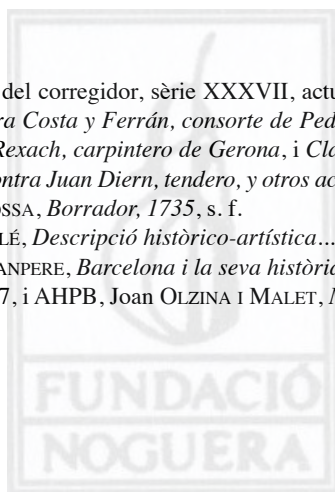 del corregidor, sèrie XXXVII, actu
ra Costa y Ferrán, consorte de Ped
Rexach, carpintero de Gerona, i Cla
ontra Juan Diern, tendero, y otros ac
OSSA, Borrador, 1735, s. f.
LÉ, Descripció històrico-artística...
ANPERE, Barcelona i la seva històri
7, i AHPB, Joan OLZINA I MALET, 
FUNDACIÓ
NOGUERA